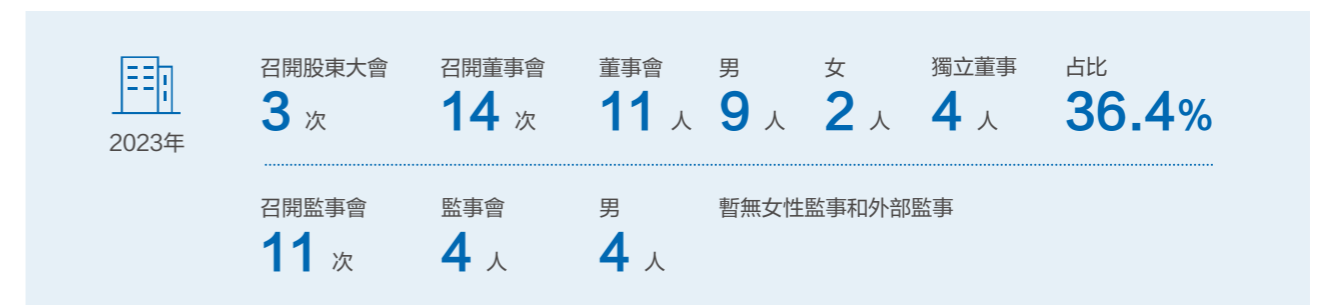 2023年
召開股東大會 召開董事會 董事會 男 女 獨立董事 占比
3 次 14 次 11 人 9 人 2 人 4 人 36.4%
召開監事會 監事會 男 暫無女性監事和外部監事
11 次 4 人 4 人